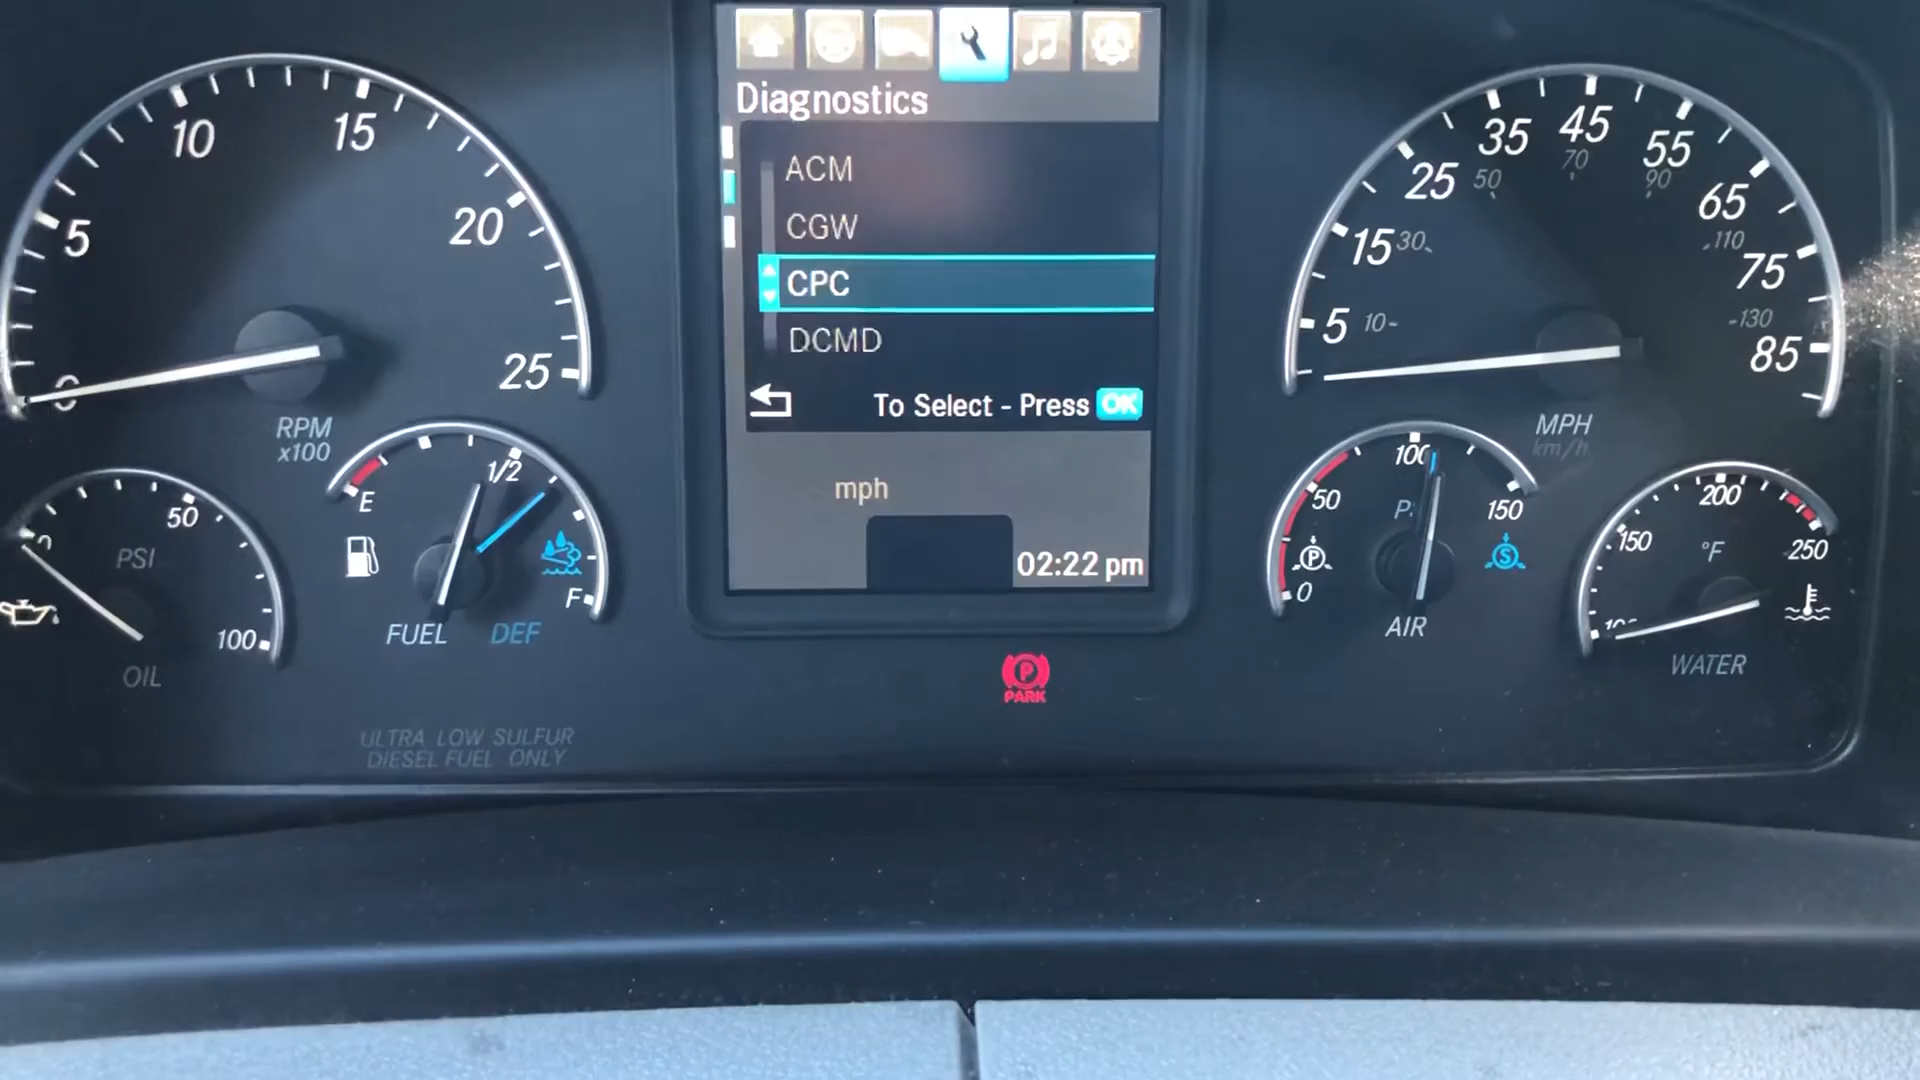 Diagnostics
ACM
CGW
CPC
DCMD
To Select - Press OK
mph
02:22 pm
0
5
10
15
20
25
RPM
x100
0
50
100
PSI
OIL
E
1/2
F
FUEL DEF
ULTRA LOW SULFUR
DIESEL FUEL ONLY
P
PARK
5
15
25
35
45
55
65
75
85
10
30
50
70
90
110
130
MPH
km/h
0
50
100
150
P
S
AIR
150
200
250
°F
WATER